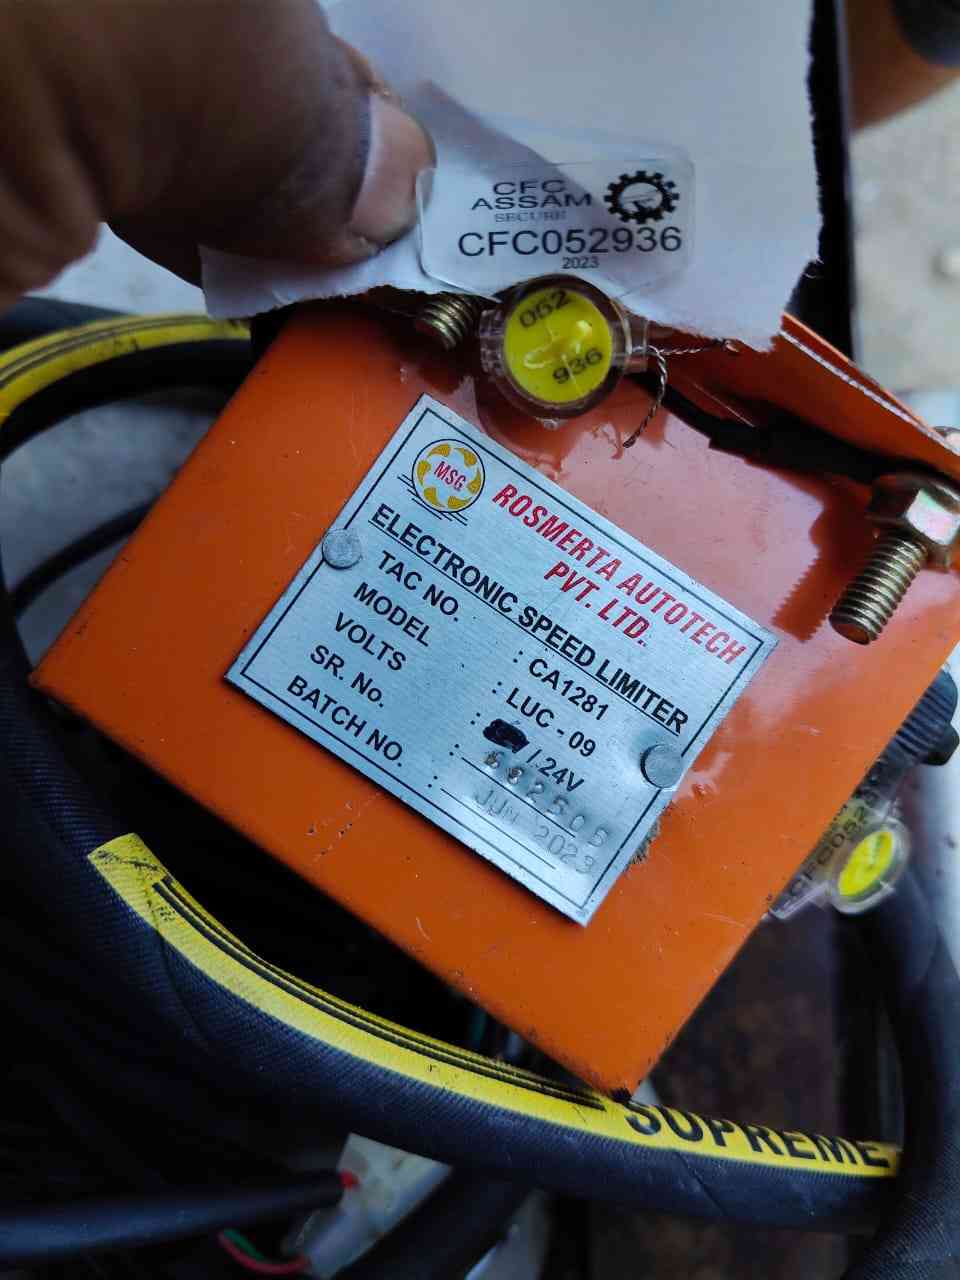 CFC
ASSAM
SECURE
CFC052936
2023
052
936
MSG
ROSMERTA AUTOTECH
PVT. LTD.
ELECTRONIC SPEED LIMITER
TAC NO. : CA1281
MODEL : LUC - 09
VOLTS : / 24V
SR. No. :
BATCH NO. : JUN 2023
SUPREME